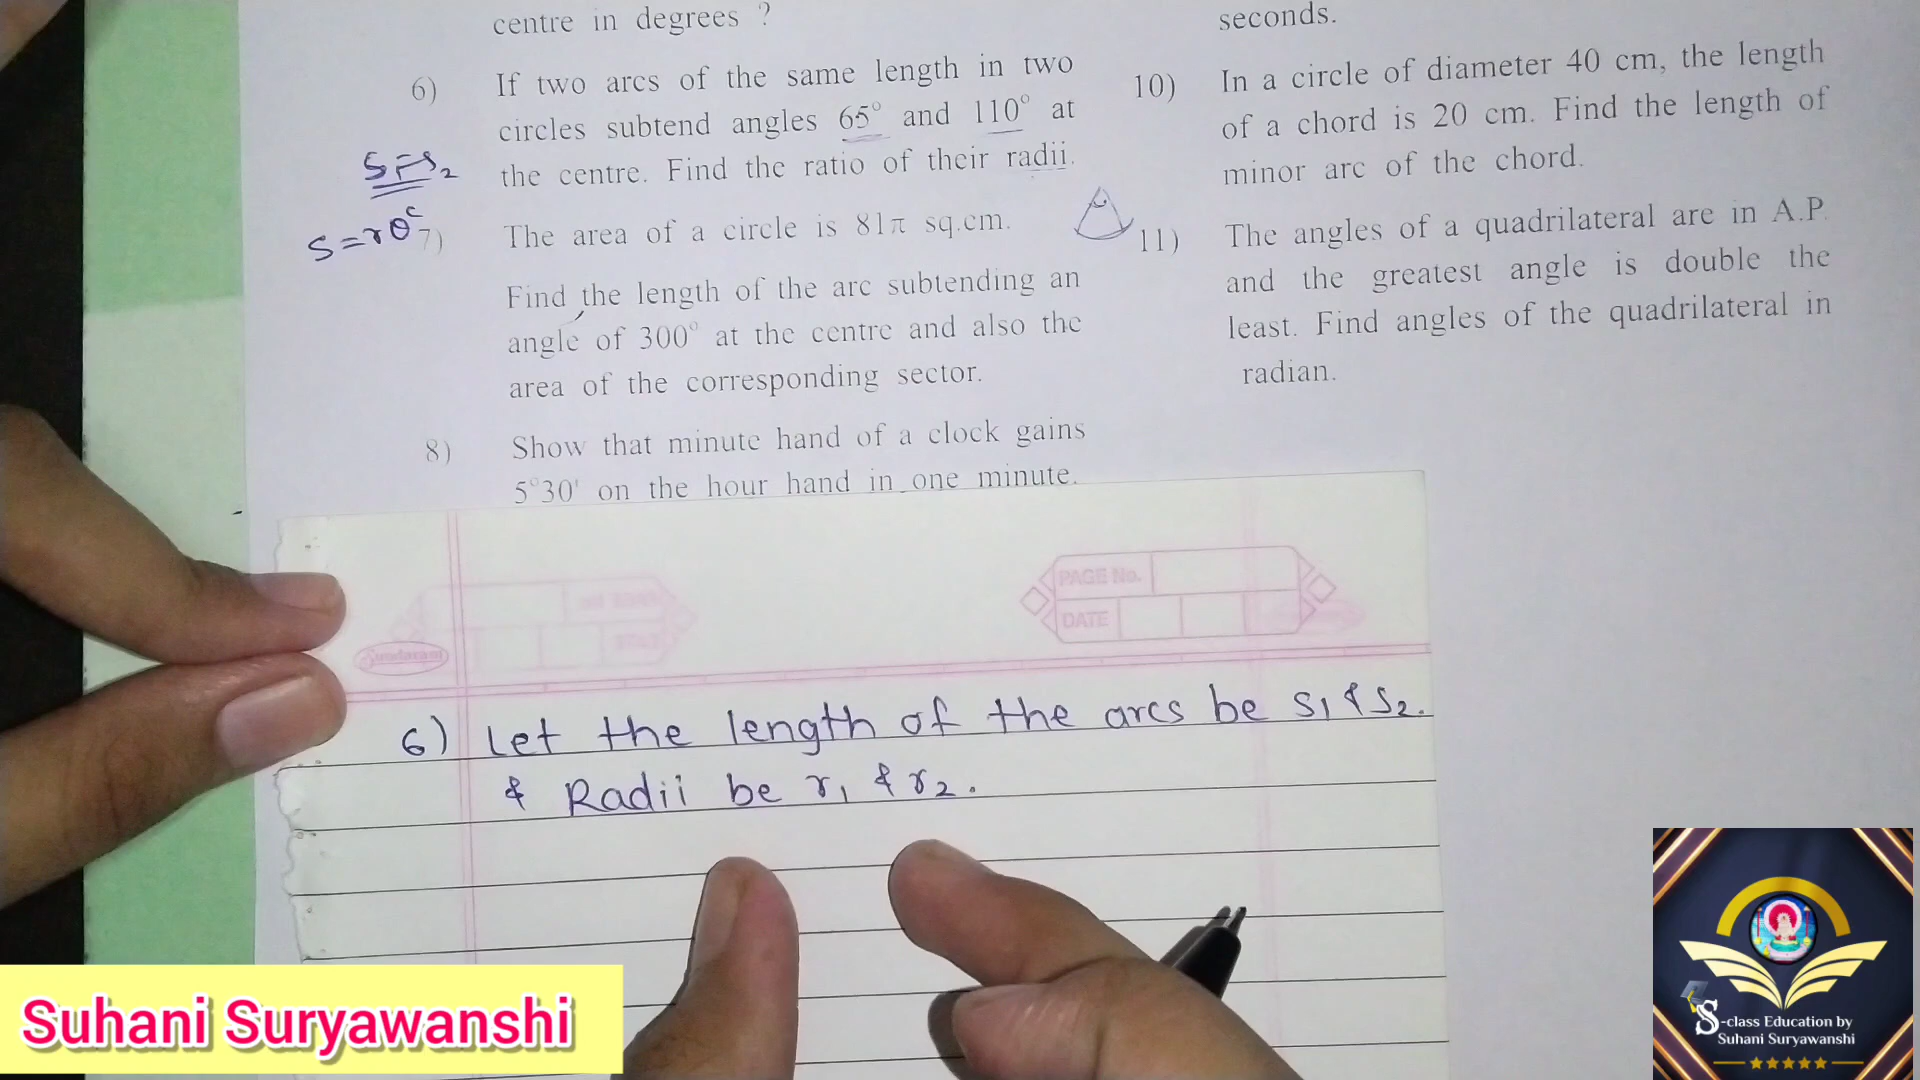 centre in degrees ?
6) If two arcs of the same length in two
circles subtend angles 65° and 110° at
the centre. Find the ratio of their radii.
S = s₂
S = rθᶜ
7) The area of a circle is 81π sq.cm.
Find the length of the arc subtending an
angle of 300° at the centre and also the
area of the corresponding sector.
8) Show that minute hand of a clock gains
5°30' on the hour hand in one minute.
seconds.
10) In a circle of diameter 40 cm, the length
of a chord is 20 cm. Find the length of
minor arc of the chord.
11) The angles of a quadrilateral are in A.P.
and the greatest angle is double the
least. Find angles of the quadrilateral in
radian.
PAGE No.
DATE
Sundaram
6) Let the length of the arcs be s₁ & s₂.
& Radii be r₁ & r₂.
Suhani Suryawanshi
S-class Education by
Suhani Suryawanshi